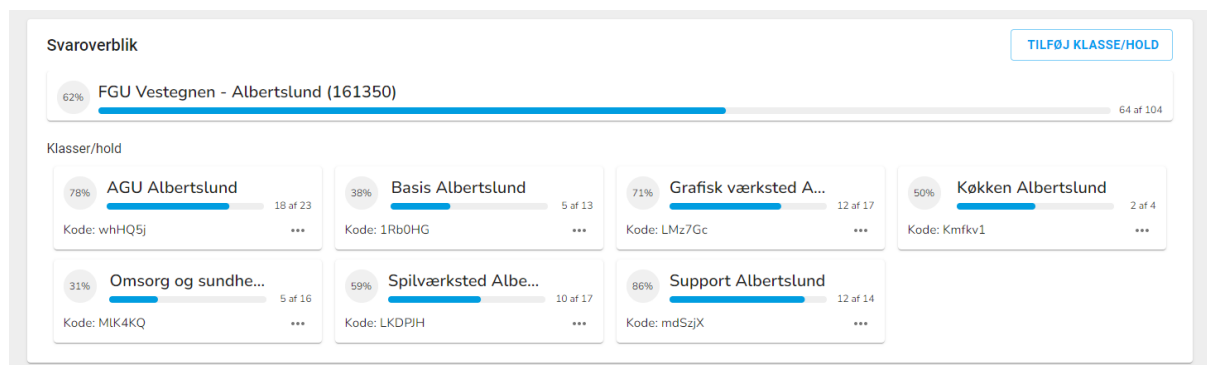 Svaroverblik
TILFØJ KLASSE/HOLD
62% FGU Vestegnen - Albertslund (161350)
64 af 104
Klasser/hold
78% AGU Albertslund
18 af 23
Kode: whHQ5j
38% Basis Albertslund
5 af 13
Kode: 1Rb0HG
71% Grafisk værksted A...
12 af 17
Kode: LMz7Gc
50% Køkken Albertslund
2 af 4
Kode: Kmfkv1
31% Omsorg og sundhe...
5 af 16
Kode: MlK4KQ
59% Spilværksted Albe...
10 af 17
Kode: LKDPJH
86% Support Albertslund
12 af 14
Kode: mdSzjX